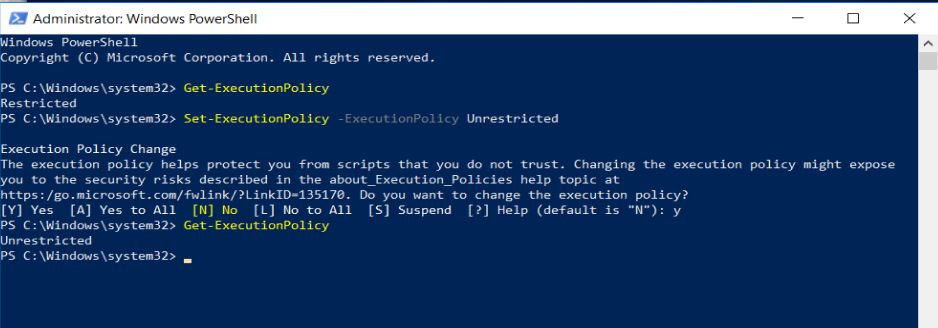 Administrator: Windows PowerShell
Windows PowerShell
Copyright (C) Microsoft Corporation. All rights reserved.
PS C:\Windows\system32> Get-ExecutionPolicy
Restricted
PS C:\Windows\system32> Set-ExecutionPolicy -ExecutionPolicy Unrestricted
Execution Policy Change
The execution policy helps protect you from scripts that you do not trust. Changing the execution policy might expose
you to the security risks described in the about_Execution_Policies help topic at
https:/go.microsoft.com/fwlink/?LinkID=135170. Do you want to change the execution policy?
[Y] Yes  [A] Yes to All  [N] No  [L] No to All  [S] Suspend  [?] Help (default is "N"): y
PS C:\Windows\system32> Get-ExecutionPolicy
Unrestricted
PS C:\Windows\system32>